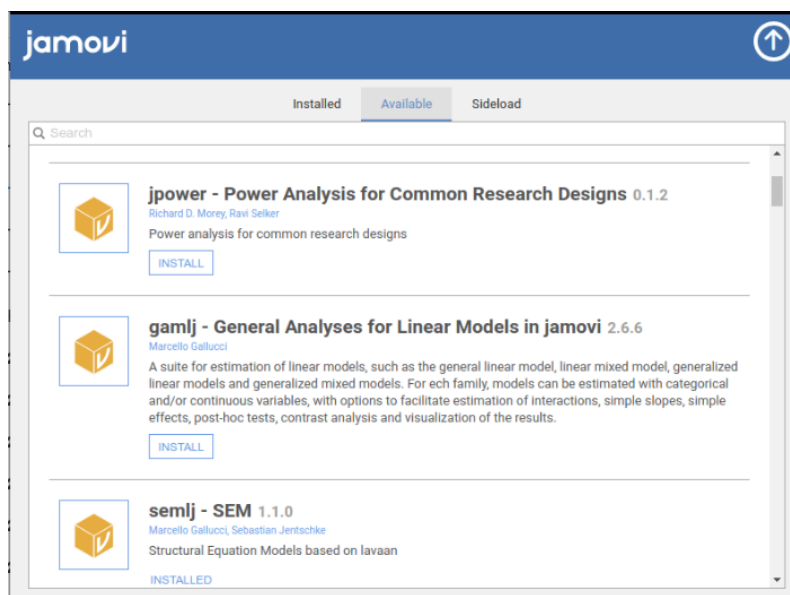 jamovi
Installed Available Sideload
Search
jpower - Power Analysis for Common Research Designs 0.1.2
Richard D. Morey, Ravi Selker
Power analysis for common research designs
INSTALL
gamlj - General Analyses for Linear Models in jamovi 2.6.6
Marcello Gallucci
A suite for estimation of linear models, such as the general linear model, linear mixed model, generalized
linear models and generalized mixed models. For ech family, models can be estimated with categorical
and/or continuous variables, with options to facilitate estimation of interactions, simple slopes, simple
effects, post-hoc tests, contrast analysis and visualization of the results.
INSTALL
semlj - SEM 1.1.0
Marcello Gallucci, Sebastian Jentschke
Structural Equation Models based on lavaan
INSTALLED